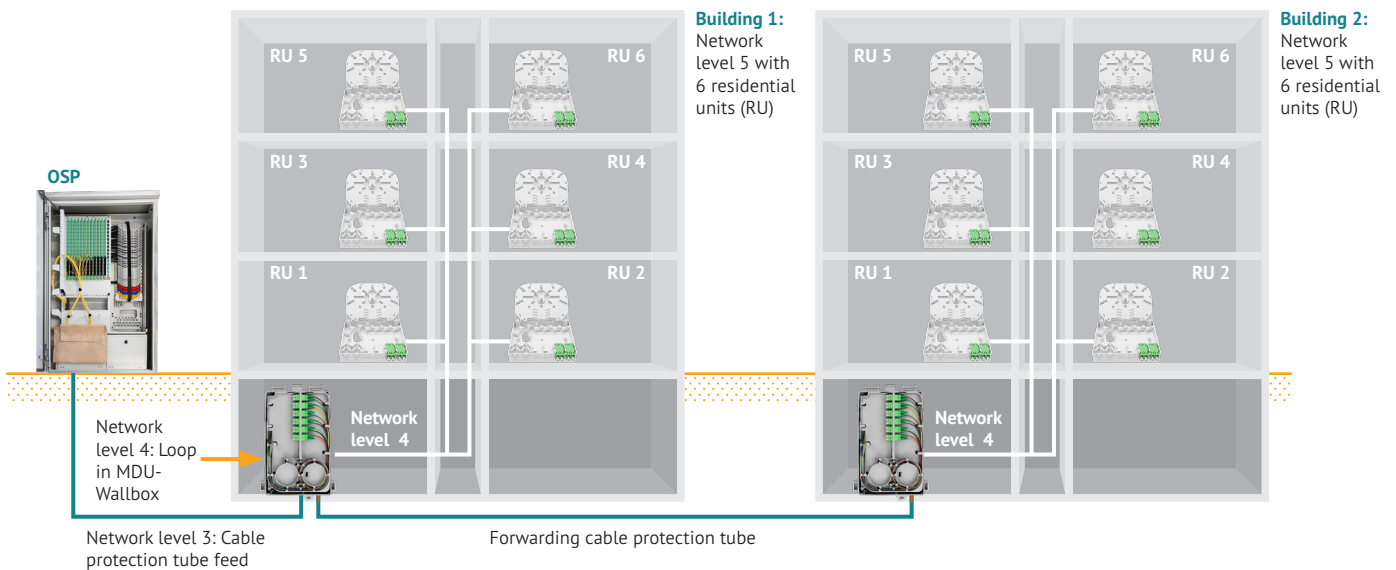 Building 1:
Network
level 5 with
6 residential
units (RU)
Building 2:
Network
level 5 with
6 residential
units (RU)
RU 5
RU 6
RU 5
RU 6
RU 3
RU 4
RU 3
RU 4
OSP
RU 1
RU 2
RU 1
RU 2
Network
level 4: Loop
in MDU-
Wallbox
Network
level 4
Network
level 4
Network level 3: Cable
protection tube feed
Forwarding cable protection tube